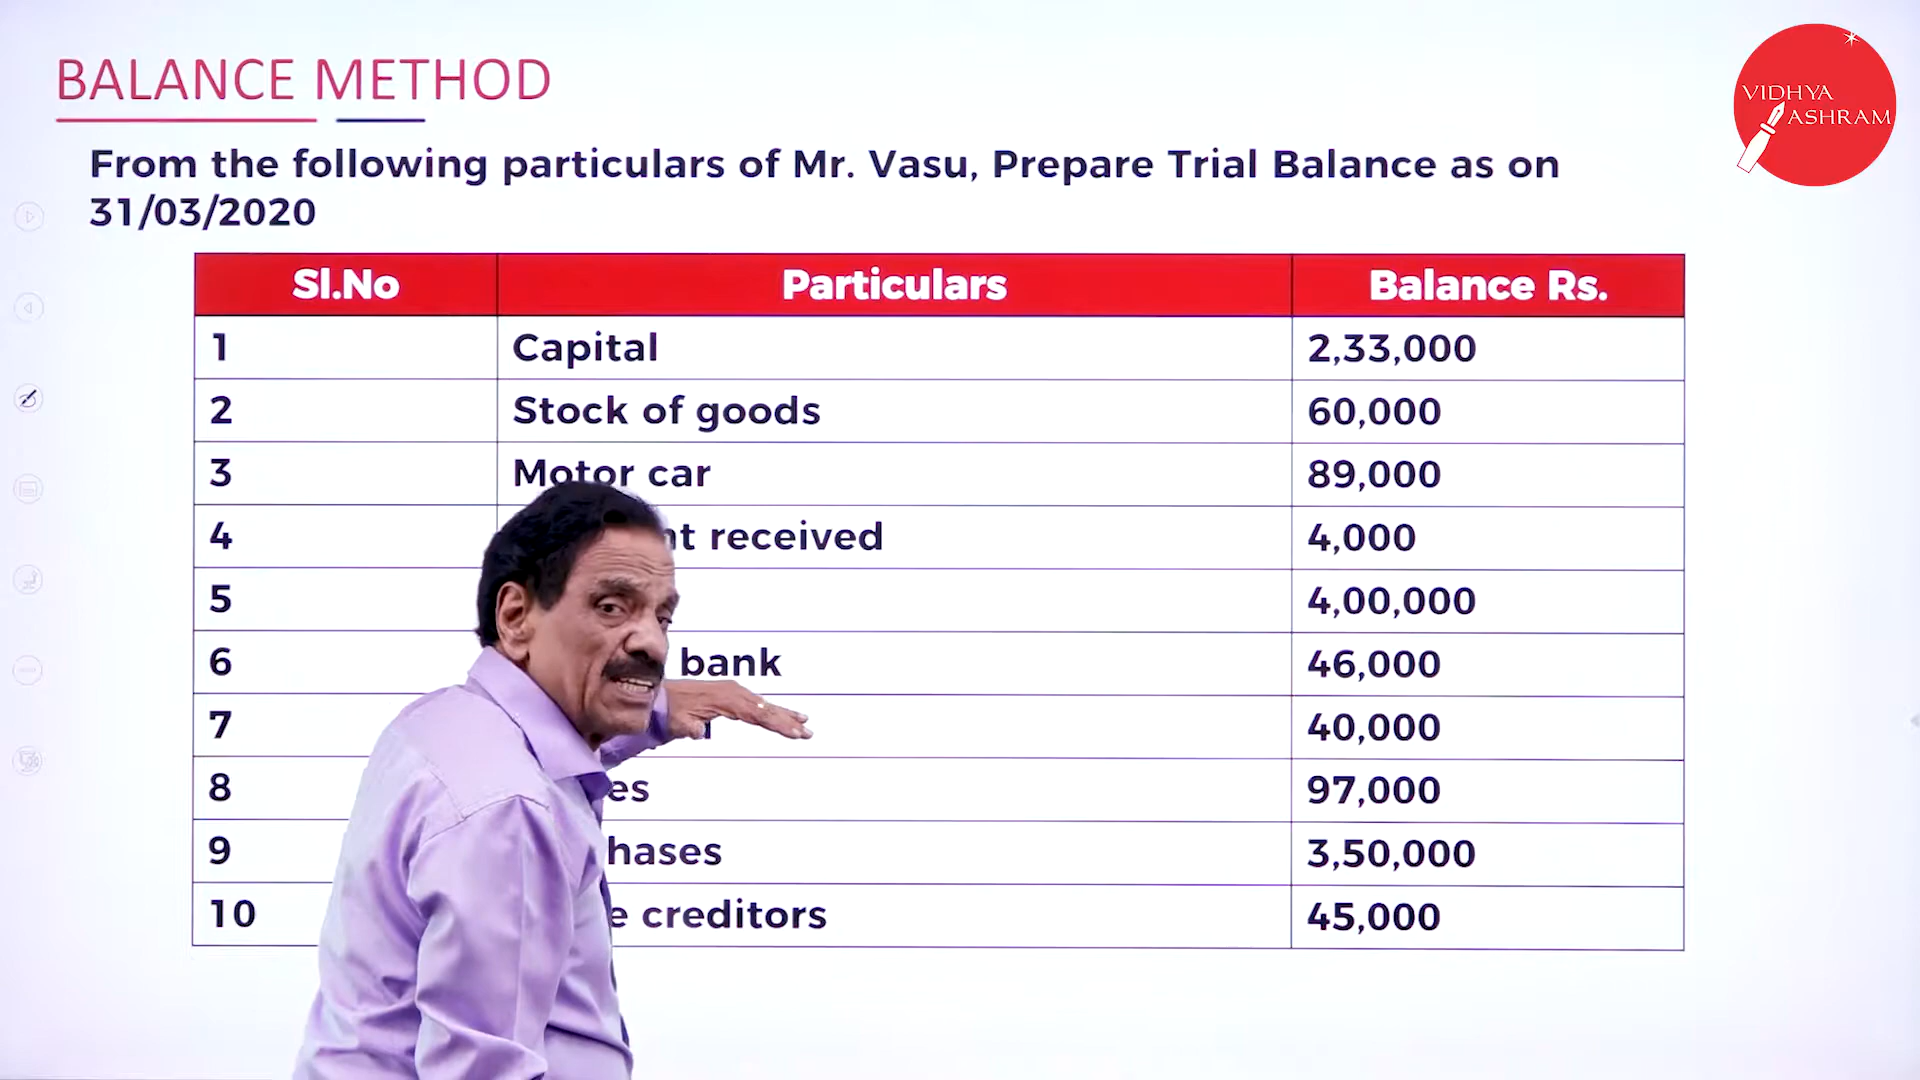 BALANCE METHOD
VIDHYA
ASHRAM
From the following particulars of Mr. Vasu, Prepare Trial Balance as on
31/03/2020
Sl.No Particulars Balance Rs.
1 Capital 2,33,000
2 Stock of goods 60,000
3 Motor car 89,000
4 received 4,000
5 4,00,000
6 bank 46,000
7 40,000
8 97,000
9 3,50,000
10 creditors 45,000